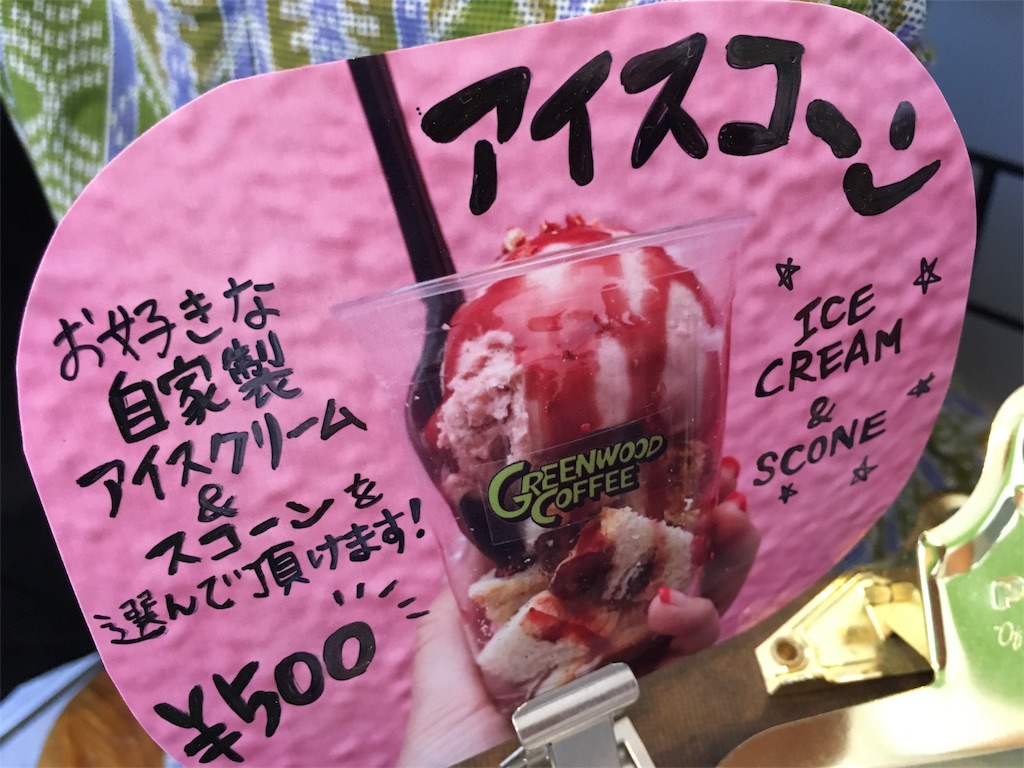 アイスコーン
お好きな
自家製
アイスクリーム
&
スコーンを
選んで頂けます!
¥500
ICE
CREAM
&
SCONE
GREENWOOD
COFFEE